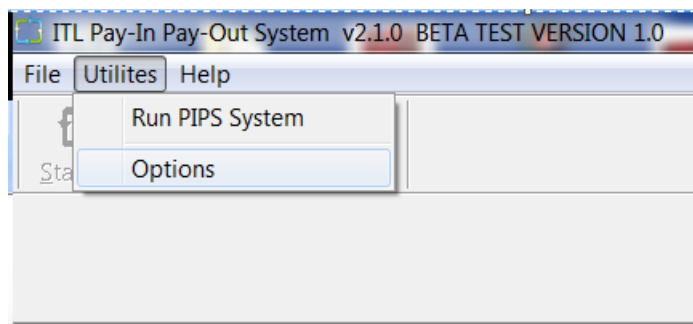 ITL Pay-In Pay-Out System v2.1.0 BETA TEST VERSION 1.0
File Utilites Help
Run PIPS System
Options